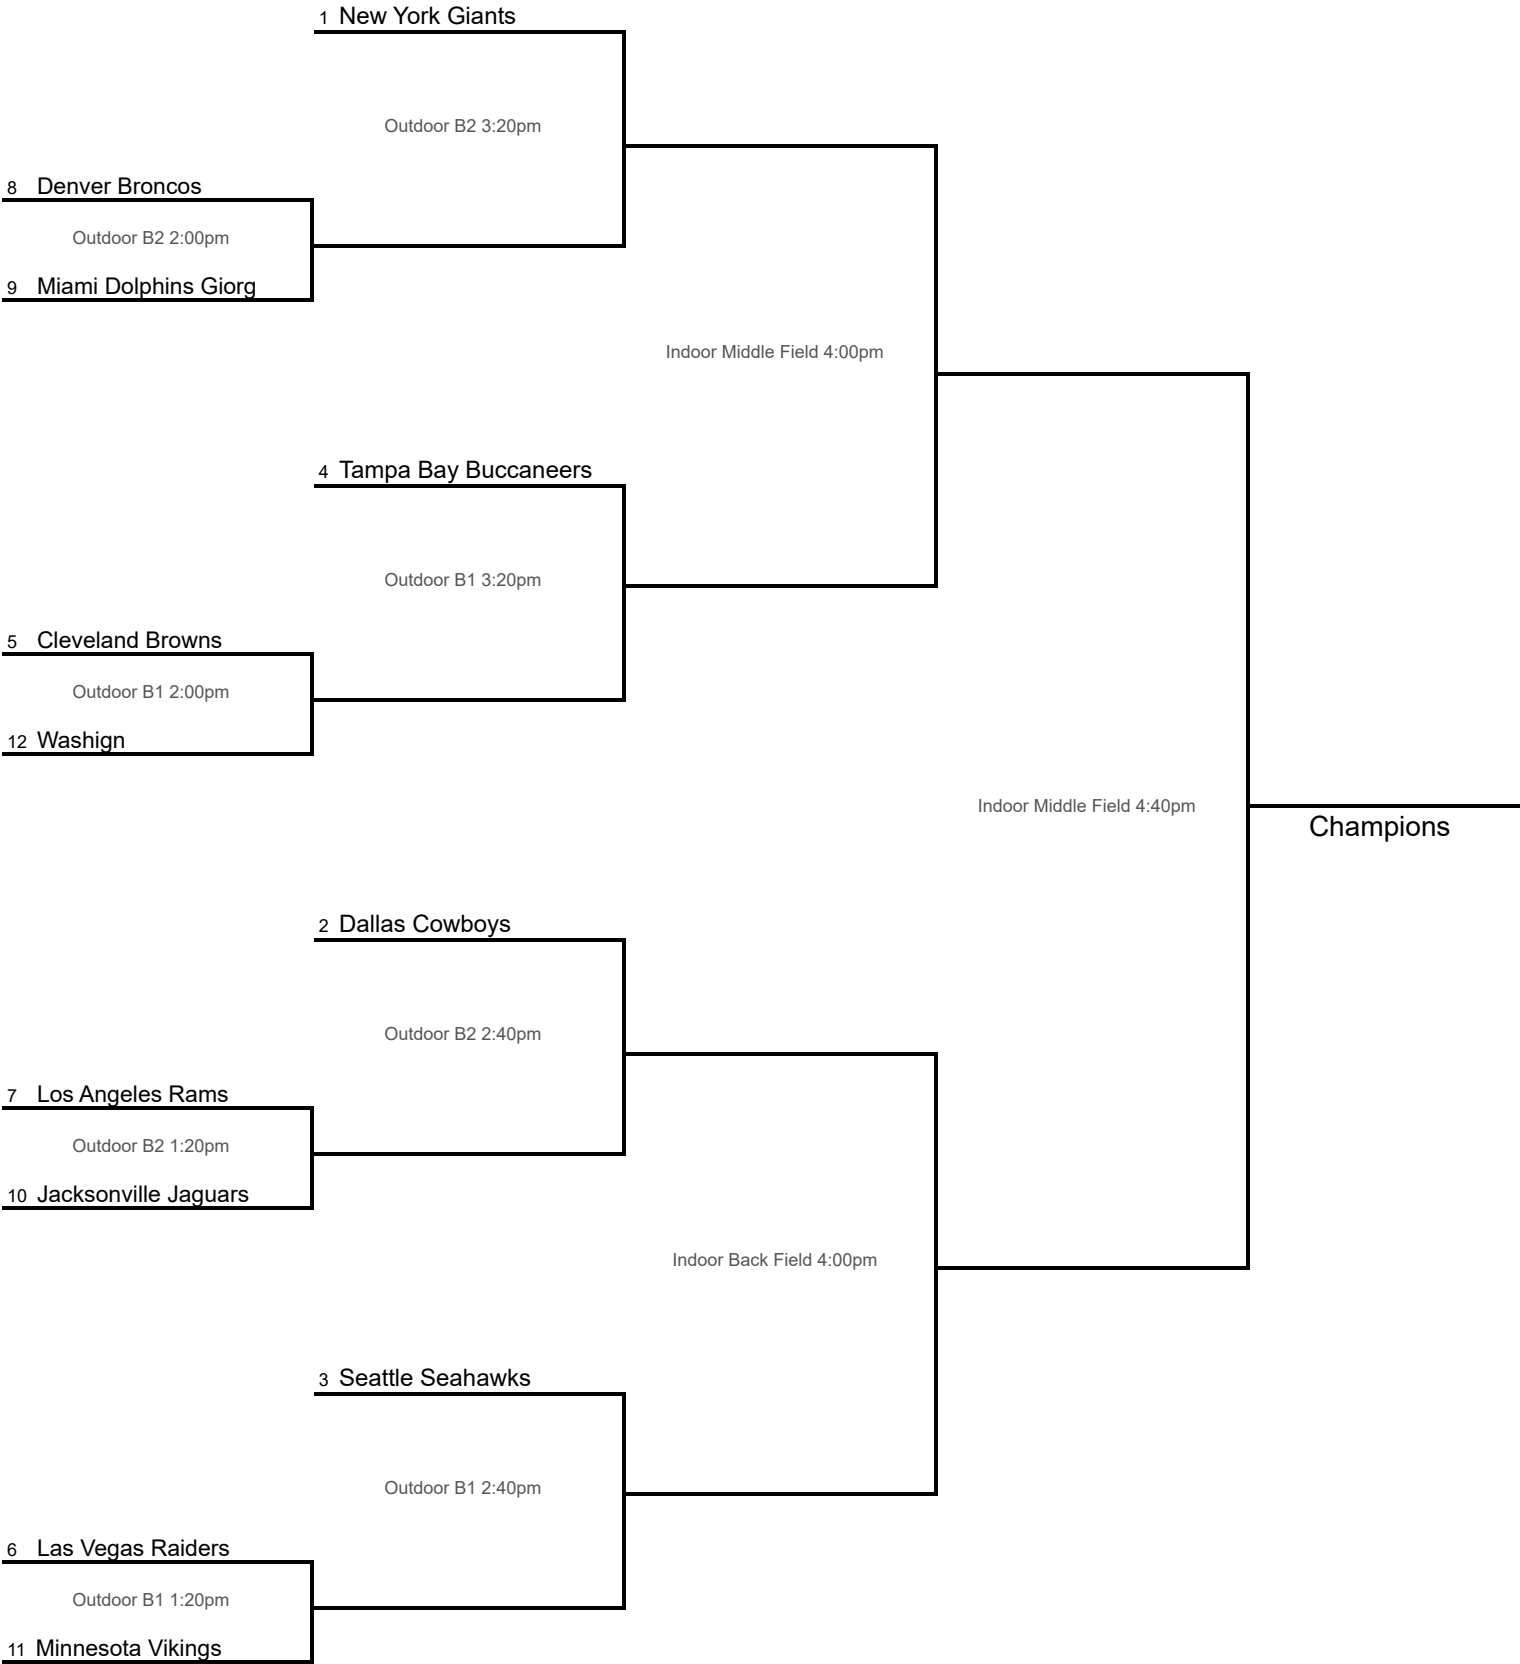 1 New York Giants
Outdoor B2 3:20pm
8 Denver Broncos
Outdoor B2 2:00pm
9 Miami Dolphins Giorg
Indoor Middle Field 4:00pm
4 Tampa Bay Buccaneers
Outdoor B1 3:20pm
5 Cleveland Browns
Outdoor B1 2:00pm
12 Washign
Indoor Middle Field 4:40pm
Champions
2 Dallas Cowboys
Outdoor B2 2:40pm
7 Los Angeles Rams
Outdoor B2 1:20pm
10 Jacksonville Jaguars
Indoor Back Field 4:00pm
3 Seattle Seahawks
Outdoor B1 2:40pm
6 Las Vegas Raiders
Outdoor B1 1:20pm
11 Minnesota Vikings